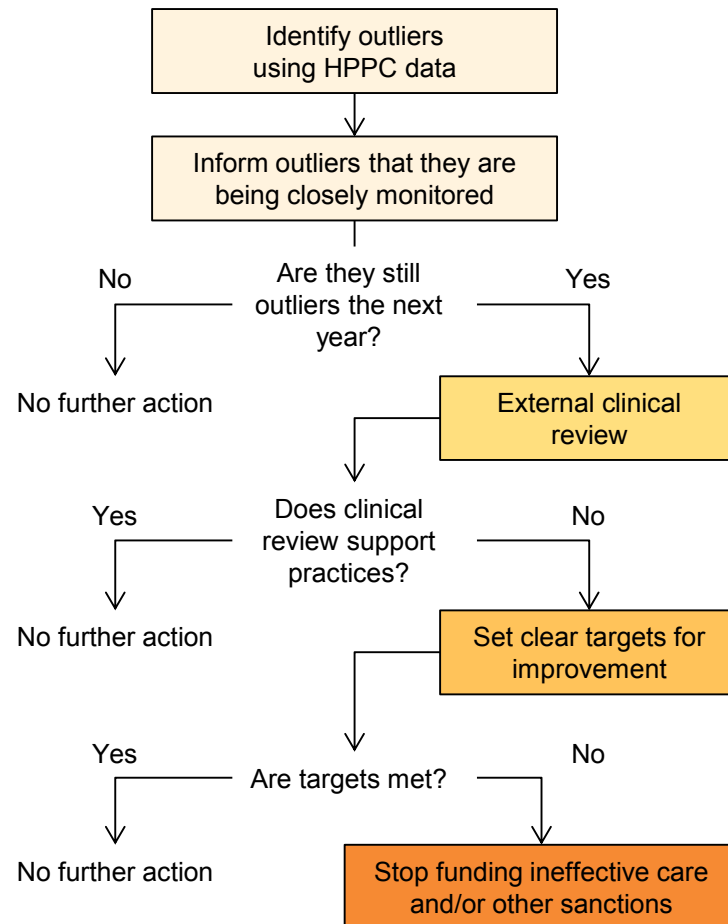 Identify outliers
using HPPC data
Inform outliers that they are
being closely monitored
No
Are they still
outliers the next
year?
Yes
No further action
External clinical
review
Yes
Does clinical
review support
practices?
No
No further action
Set clear targets for
improvement
Yes
Are targets met?
No
No further action
Stop funding ineffective care
and/or other sanctions